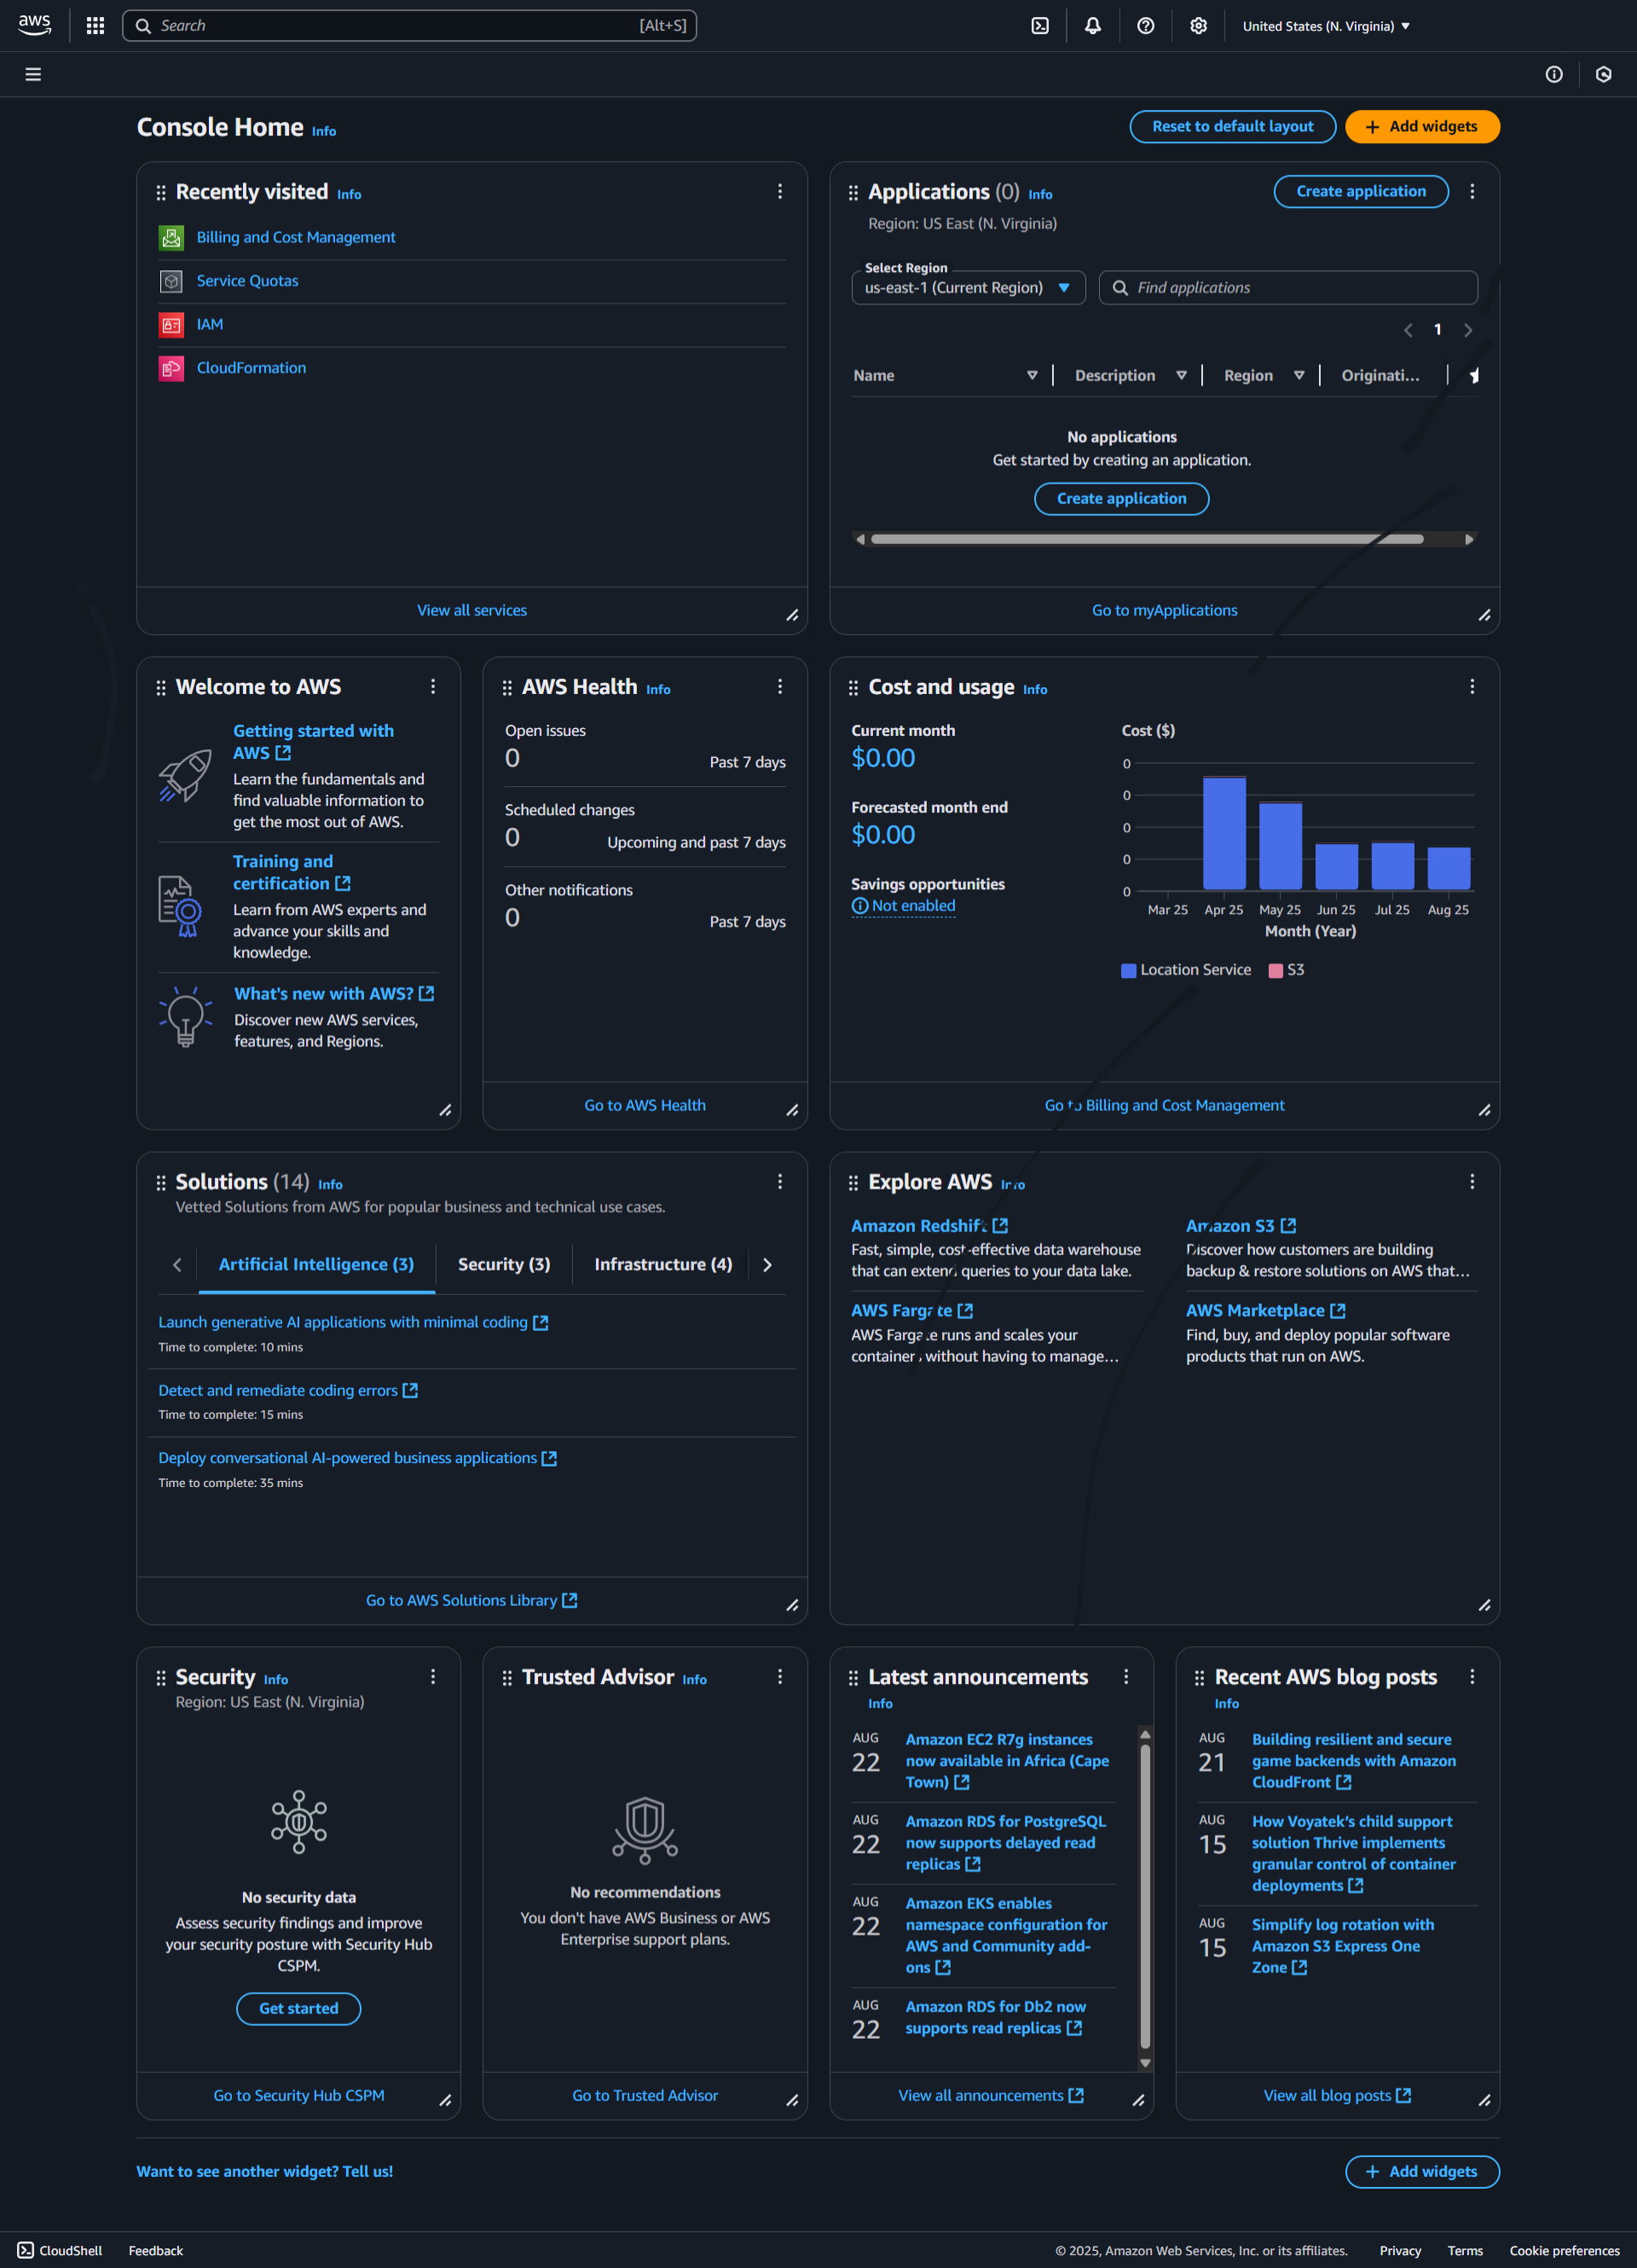 aws
Search [Alt+S]
United States (N. Virginia)
Console Home Info
Reset to default layout
Add widgets
Recently visited Info
Billing and Cost Management
Service Quotas
IAM
CloudFormation
View all services
Applications (0) Info
Create application
Region: US East (N. Virginia)
Select Region
us-east-1 (Current Region)
Find applications
1
Name Description Region Originati...
No applications
Get started by creating an application.
Create application
Go to myApplications
Welcome to AWS
Getting started with
AWS
Learn the fundamentals and
find valuable information to
get the most out of AWS.
Training and
certification
Learn from AWS experts and
advance your skills and
knowledge.
What's new with AWS?
Discover new AWS services,
features, and Regions.
AWS Health Info
Open issues
0 Past 7 days
Scheduled changes
0 Upcoming and past 7 days
Other notifications
0 Past 7 days
Go to AWS Health
Cost and usage Info
Current month
$0.00
Forecasted month end
$0.00
Savings opportunities
Not enabled
Cost ($)
0
0
0
0
0
Mar 25 Apr 25 May 25 Jun 25 Jul 25 Aug 25
Month (Year)
Location Service S3
Go to Billing and Cost Management
Solutions (14) Info
Vetted Solutions from AWS for popular business and technical use cases.
Artificial Intelligence (3) Security (3) Infrastructure (4)
Launch generative AI applications with minimal coding
Time to complete: 10 mins
Detect and remediate coding errors
Time to complete: 15 mins
Deploy conversational AI-powered business applications
Time to complete: 35 mins
Go to AWS Solutions Library
Explore AWS Info
Amazon Redshift
Fast, simple, cost-effective data warehouse
that can extend queries to your data lake.
Amazon S3
Discover how customers are building
backup & restore solutions on AWS that...
AWS Fargate
AWS Fargate runs and scales your
containers without having to manage...
AWS Marketplace
Find, buy, and deploy popular software
products that run on AWS.
Security Info
Region: US East (N. Virginia)
No security data
Assess security findings and improve
your security posture with Security Hub
CSPM.
Get started
Go to Security Hub CSPM
Trusted Advisor Info
No recommendations
You don't have AWS Business or AWS
Enterprise support plans.
Go to Trusted Advisor
Latest announcements
Info
AUG
22
Amazon EC2 R7g instances
now available in Africa (Cape
Town)
AUG
22
Amazon RDS for PostgreSQL
now supports delayed read
replicas
AUG
22
Amazon EKS enables
namespace configuration for
AWS and Community add-
ons
AUG
22
Amazon RDS for Db2 now
supports read replicas
View all announcements
Recent AWS blog posts
Info
AUG
21
Building resilient and secure
game backends with Amazon
CloudFront
AUG
15
How Voyatek’s child support
solution Thrive implements
granular control of container
deployments
AUG
15
Simplify log rotation with
Amazon S3 Express One
Zone
View all blog posts
Want to see another widget? Tell us!
Add widgets
CloudShell Feedback
© 2025, Amazon Web Services, Inc. or its affiliates. Privacy Terms Cookie preferences